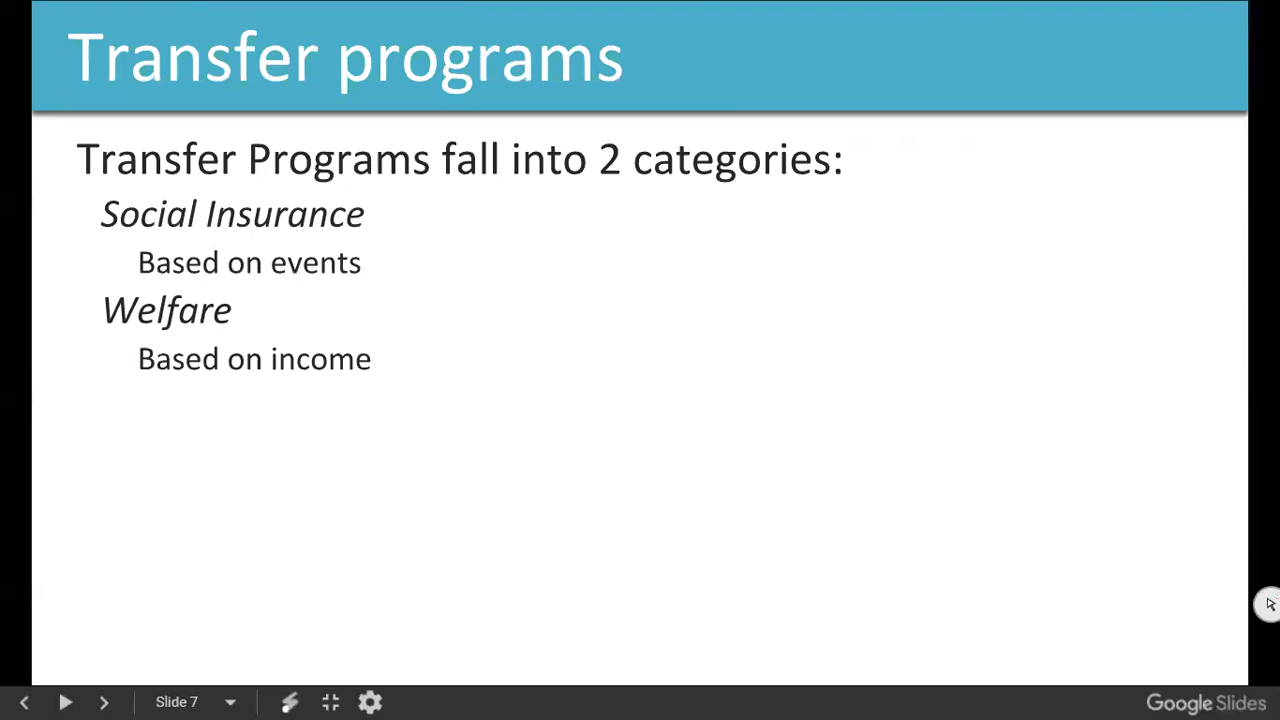 Transfer programs
Transfer Programs fall into 2 categories:
Social Insurance
Based on events
Welfare
Based on income
Slide 7
Google Slides